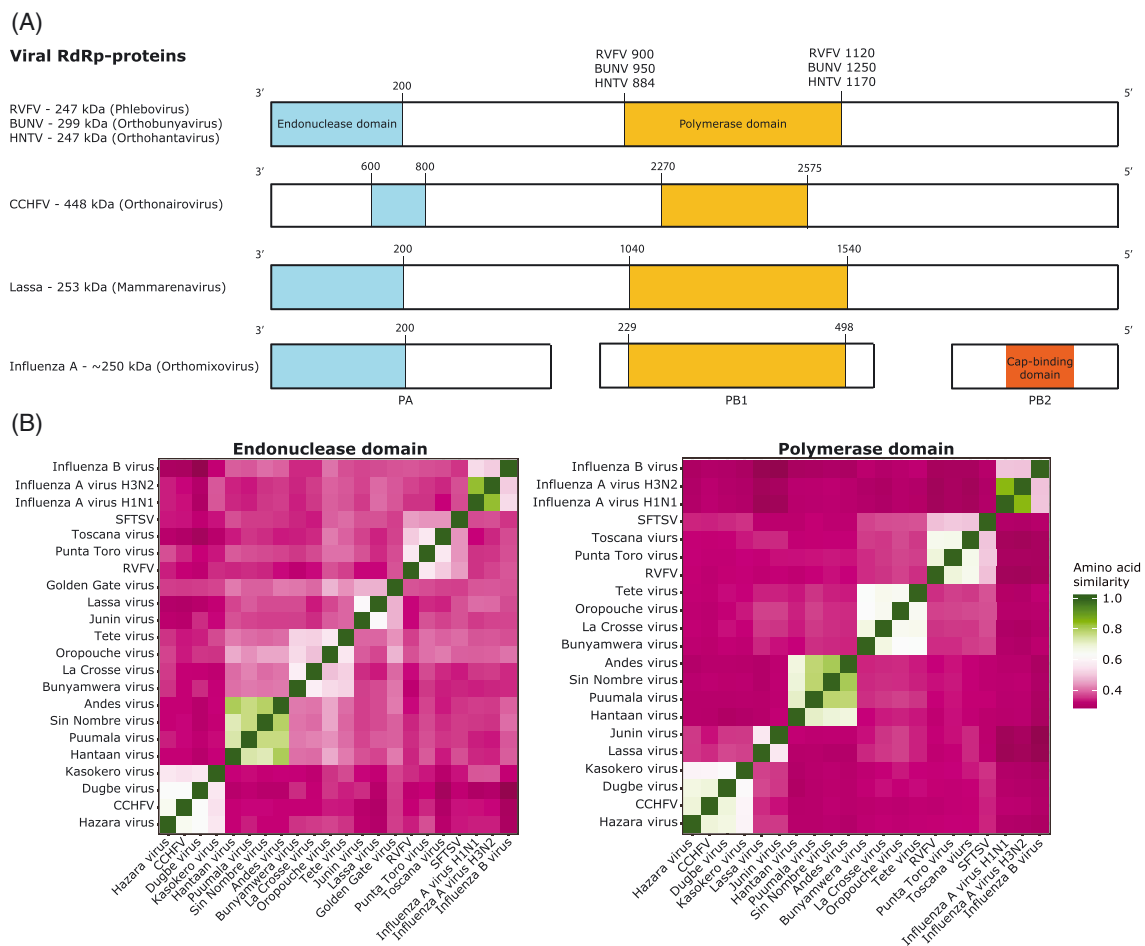 (A)
Viral RdRp-proteins
RVFV 900
BUNV 950
HNTV 884
RVFV 1120
BUNV 1250
HNTV 1170
3’
200
5’
RVFV - 247 kDa (Phlebovirus)
BUNV - 299 kDa (Orthobunyavirus)
HNTV - 247 kDa (Orthohantavirus)
Endonuclease domain
Polymerase domain
3’
600
800
2270
2575
5’
CCHFV - 448 kDa (Orthonairovirus)
3’
200
1040
1540
5’
Lassa - 253 kDa (Mammarenavirus)
3’
200
229
498
5’
Influenza A - ~250 kDa (Orthomixovirus)
Cap-binding
domain
PA
PB1
PB2
(B)
Endonuclease domain
Influenza B virus
Influenza A virus H3N2
Influenza A virus H1N1
SFTSV
Toscana virus
Punta Toro virus
RVFV
Golden Gate virus
Lassa virus
Junin virus
Tete virus
Oropouche virus
La Crosse virus
Bunyamwera virus
Andes virus
Sin Nombre virus
Puumala virus
Hantaan virus
Kasokero virus
Dugbe virus
CCHFV
Hazara virus
Hazara virus
CCHFV
Dugbe virus
Kasokero virus
Hantaan virus
Puumala virus
Sin Nombre virus
Andes virus
Bunyamwera virus
La Crosse virus
Oropouche virus
Tete virus
Junin virus
Lassa virus
Golden Gate virus
RVFV
Punta Toro virus
Toscana virus
SFTSV
Influenza A virus H1N1
Influenza A virus H3N2
Influenza B virus
Polymerase domain
Influenza B virus
Influenza A virus H3N2
Influenza A virus H1N1
SFTSV
Toscana viurs
Punta Toro virus
RVFV
Tete virus
Oropouche virus
La Crosse virus
Bunyamwera virus
Andes virus
Sin Nombre virus
Puumala virus
Hantaan virus
Junin virus
Lassa virus
Kasokero virus
Dugbe virus
CCHFV
Hazara virus
Hazara virus
CCHFV
Dugbe virus
Kasokero virus
Lassa virus
Junin virus
Hantaan virus
Puumala virus
Sin Nombre virus
Andes virus
Bunyamwera virus
La Crosse virus
Oropouche virus
Tete virus
RVFV
Punta Toro virus
Toscana viurs
SFTSV
Influenza A virus H1N1
Influenza A virus H3N2
Influenza B virus
Amino acid
similarity
1.0
0.8
0.6
0.4